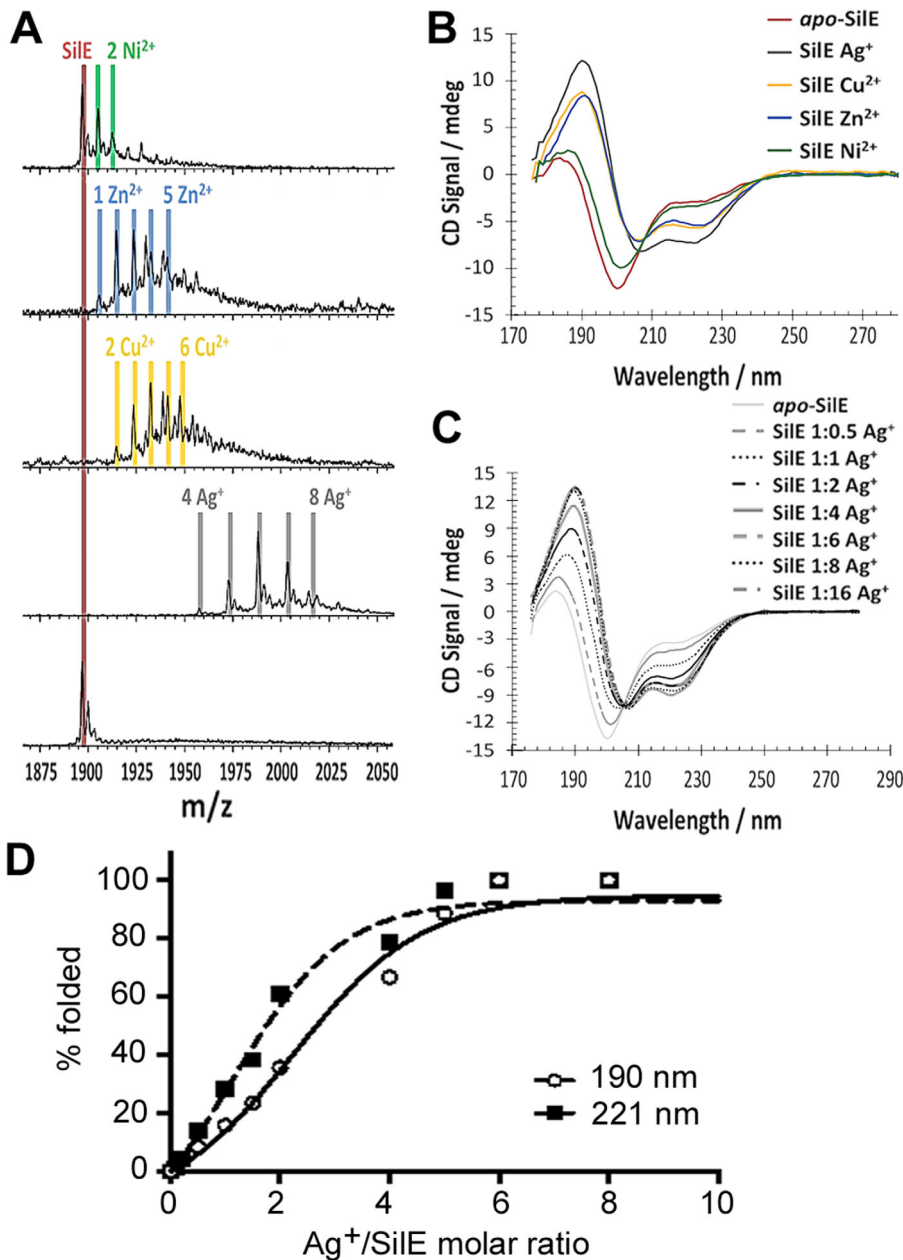 A
SilE 2 Ni²⁺
1 Zn²⁺ 5 Zn²⁺
2 Cu²⁺ 6 Cu²⁺
4 Ag⁺ 8 Ag⁺
1875 1900 1925 1950 1975 2000 2025 2050
m/z
B
apo-SilE
SilE Ag⁺
SilE Cu²⁺
SilE Zn²⁺
SilE Ni²⁺
15
10
5
0
-5
-10
-15
170 190 210 230 250 270
CD Signal / mdeg
Wavelength / nm
C
apo-SilE
SilE 1:0.5 Ag⁺
SilE 1:1 Ag⁺
SilE 1:2 Ag⁺
SilE 1:4 Ag⁺
SilE 1:6 Ag⁺
SilE 1:8 Ag⁺
SilE 1:16 Ag⁺
15
12
9
6
3
0
-3
-6
-9
-12
-15
170 190 210 230 250 270 290
CD Signal / mdeg
Wavelength / nm
D
100
80
60
40
20
0
% folded
190 nm
221 nm
0 2 4 6 8 10
Ag⁺/SilE molar ratio